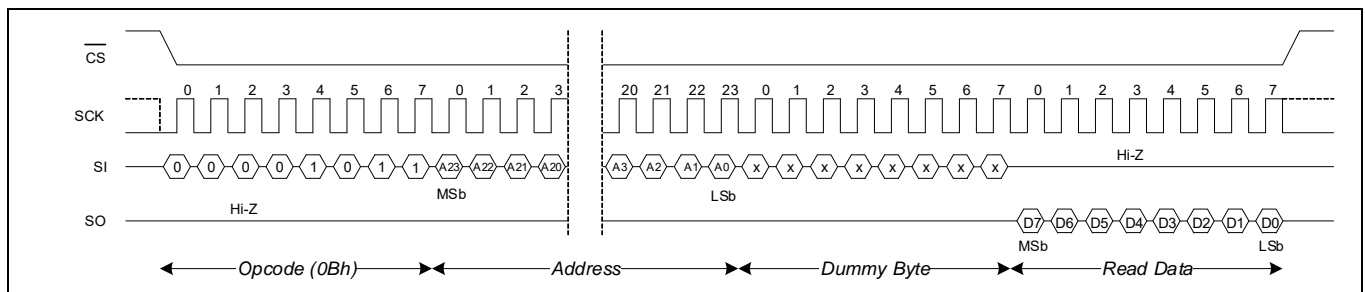 CS
0 1 2 3 4 5 6 7 0 1 2 3 20 21 22 23 0 1 2 3 4 5 6 7 0 1 2 3 4 5 6 7
SCK
Hi-Z
SI 0 0 0 0 1 0 1 1 A23 A22 A21 A20 A3 A2 A1 A0 x x x x x x x x
MSb LSb
Hi-Z
SO D7 D6 D5 D4 D3 D2 D1 D0
MSb LSb
Opcode (0Bh) Address Dummy Byte Read Data